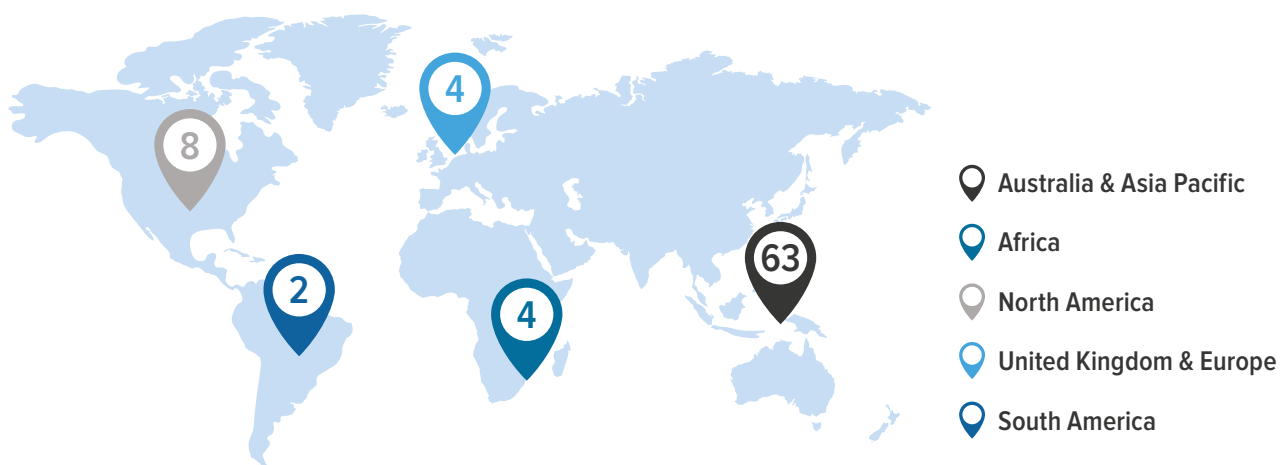 4
8
63
2
4
Australia & Asia Pacific
Africa
North America
United Kingdom & Europe
South America